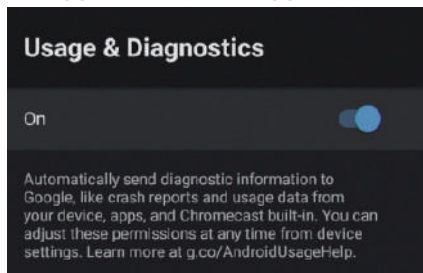 Usage & Diagnostics
On
Automatically send diagnostic information to
Google, like crash reports and usage data from
your device, apps, and Chromecast built-in. You can
adjust these permissions at any time from device
settings. Learn more at g.co/AndroidUsageHelp.